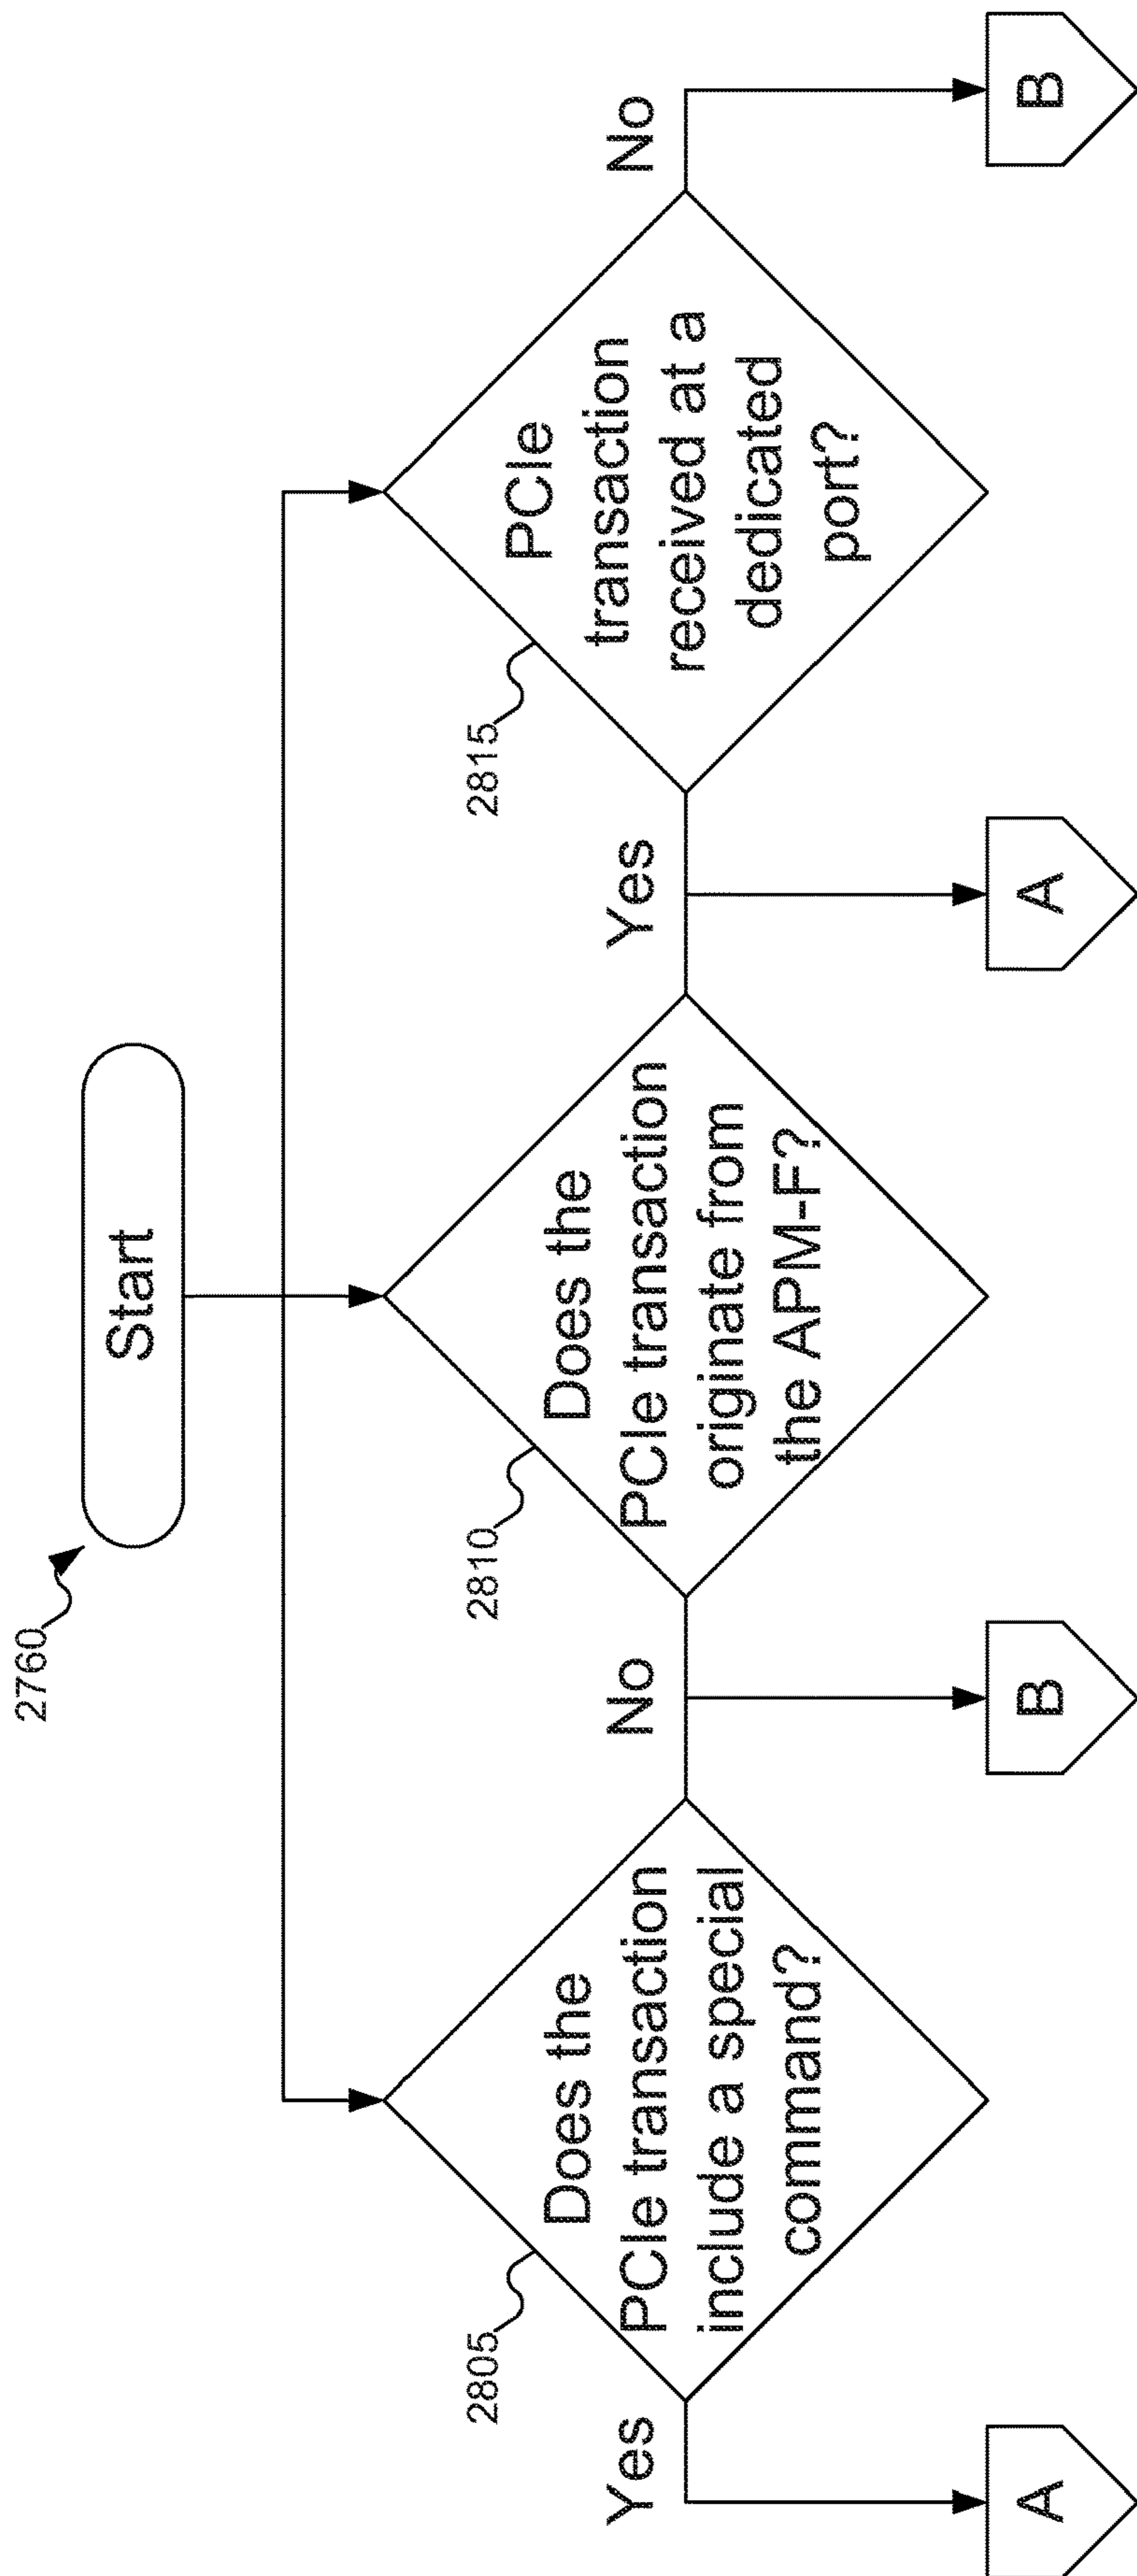 2760
Start
2805
Does the
PCIe transaction
include a special
command?
2810
Does the
PCIe transaction
originate from
the APM-F?
2815
PCIe
transaction
received at a
dedicated
port?
Yes
No
Yes
No
A
B
A
B